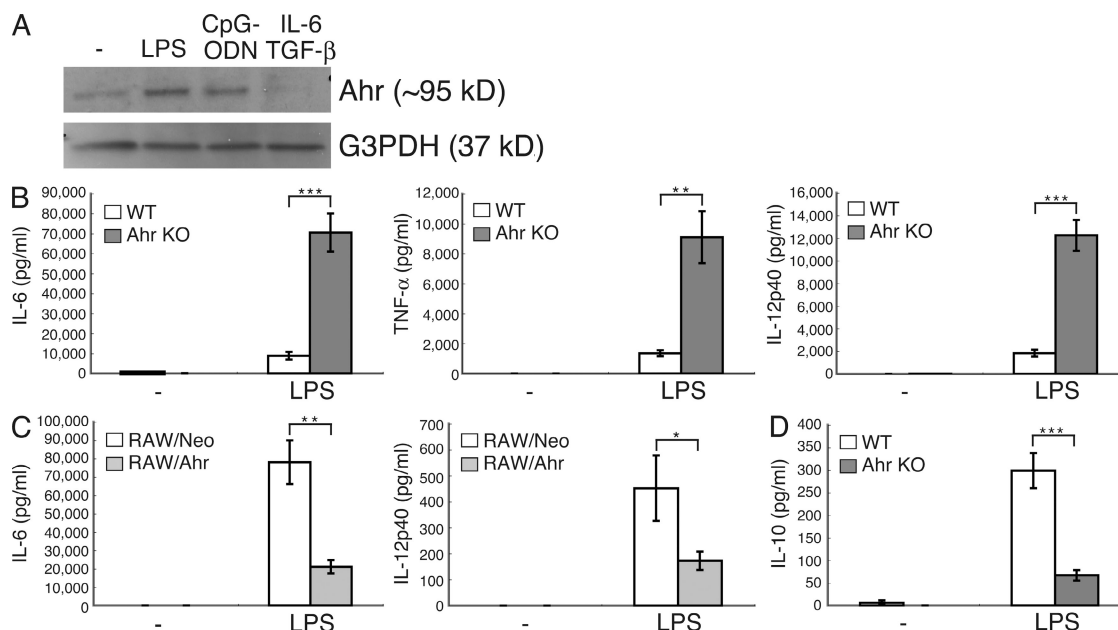 A
-
LPS
CpG-
ODN
IL-6
TGF-β
Ahr (~95 kD)
G3PDH (37 kD)
B
IL-6 (pg/ml)
90,000
80,000
70,000
60,000
50,000
40,000
30,000
20,000
10,000
0
WT
Ahr KO
***
-
LPS
TNF-α (pg/ml)
12,000
10,000
8,000
6,000
4,000
2,000
0
WT
Ahr KO
**
-
LPS
IL-12p40 (pg/ml)
16,000
14,000
12,000
10,000
8,000
6,000
4,000
2,000
0
WT
Ahr KO
***
-
LPS
C
IL-6 (pg/ml)
100,000
90,000
80,000
70,000
60,000
50,000
40,000
30,000
20,000
10,000
0
RAW/Neo
RAW/Ahr
**
-
LPS
IL-12p40 (pg/ml)
700
600
500
400
300
200
400
0
RAW/Neo
RAW/Ahr
*
-
LPS
D
IL-10 (pg/ml)
400
350
300
350
200
150
100
50
0
WT
Ahr KO
***
-
LPS